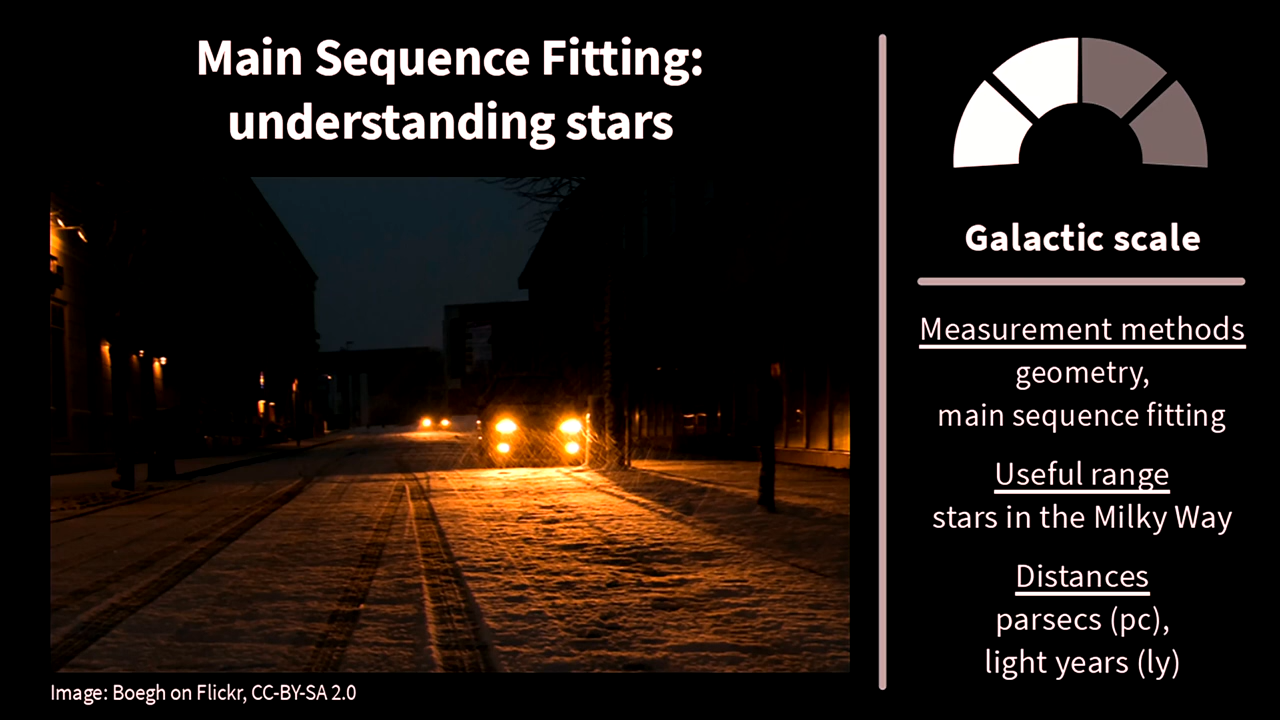 Main Sequence Fitting:
understanding stars
Image: Boegh on Flickr, CC-BY-SA 2.0
Galactic scale
Measurement methods
geometry,
main sequence fitting
Useful range
stars in the Milky Way
Distances
parsecs (pc),
light years (ly)